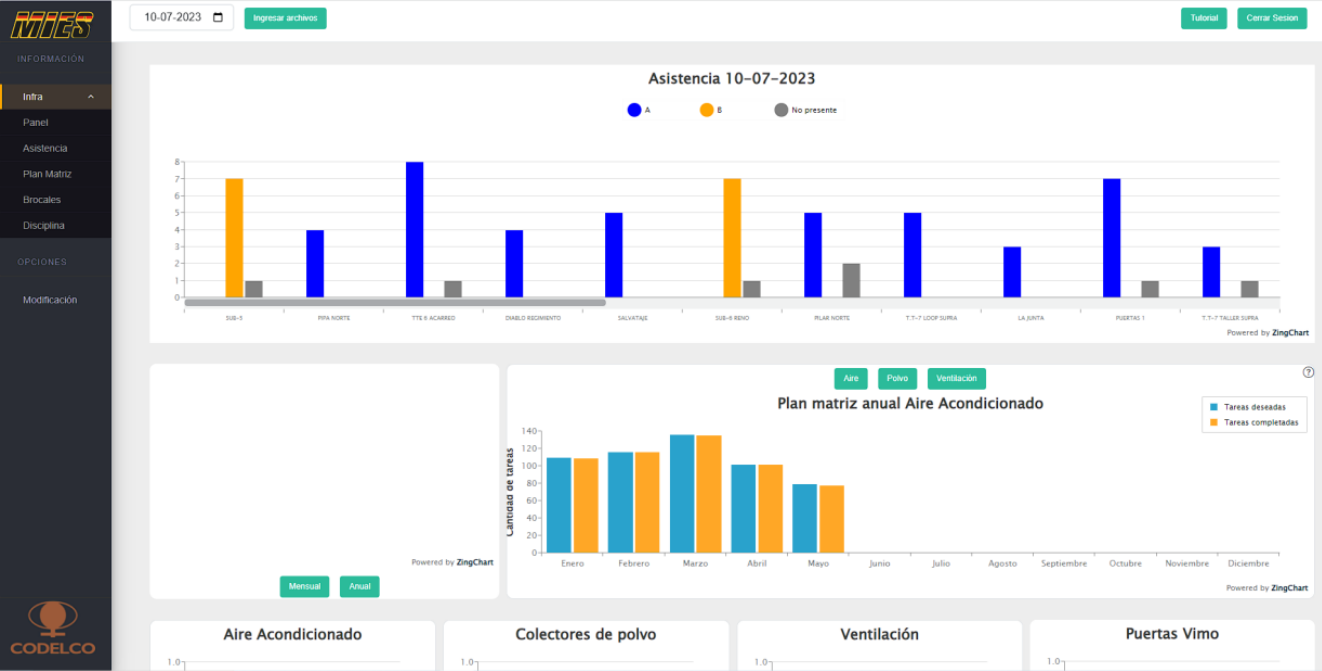 MIES
10-07-2023
Ingresar archivos
Tutorial
Cerrar Sesion
INFORMACIÓN
Infra
Panel
Asistencia
Plan Matriz
Brocales
Disciplina
OPCIONES
Modificación
CODELCO
Asistencia 10-07-2023
A B No presente
8
7
6
5
4
3
2
1
0
SUB-5 PIPA NORTE TTE 8 ACARREO DIABLO REGIMIENTO SALVATAJE SUB-6 RENO PILAR NORTE T.T-7 LOOP SUPRA LA JUNTA PUERTAS 1 T.T-7 TALLER SUPRA
Powered by ZingChart
Powered by ZingChart
Mensual Anual
Aire Polvo Ventilación
?
Plan matriz anual Aire Acondicionado
Tareas deseadas
Tareas completadas
Cantidad de tareas
140
120
100
80
60
40
20
0
Enero Febrero Marzo Abril Mayo Junio Julio Agosto Septiembre Octubre Noviembre Diciembre
Powered by ZingChart
Aire Acondicionado
1.0
Colectores de polvo
1.0
Ventilación
1.0
Puertas Vimo
1.0